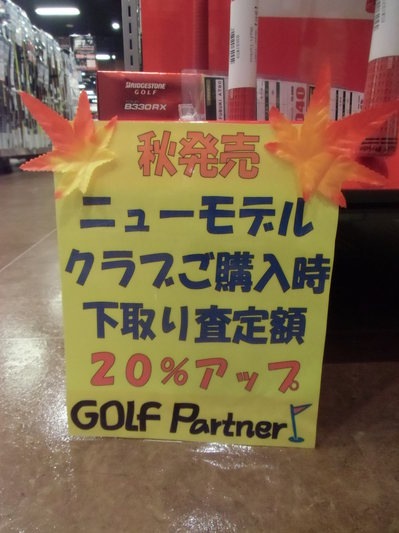 BRIDGESTONE
GOLF
B330RX
秋発売
ニューモデル
クラブご購入時
下取り査定額
20%アップ
GOLF Partner